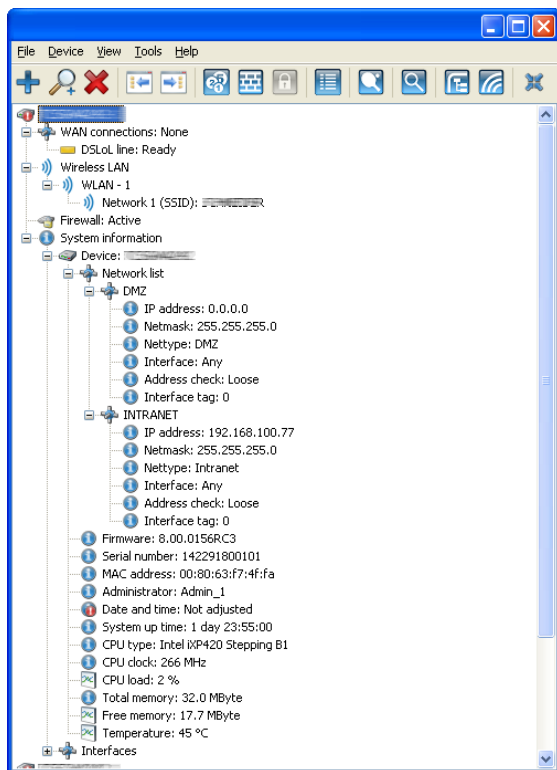 File Device View Tools Help
WAN connections: None
DSLoL line: Ready
Wireless LAN
WLAN - 1
Network 1 (SSID):
Firewall: Active
System information
Device:
Network list
DMZ
IP address: 0.0.0.0
Netmask: 255.255.255.0
Nettype: DMZ
Interface: Any
Address check: Loose
Interface tag: 0
INTRANET
IP address: 192.168.100.77
Netmask: 255.255.255.0
Nettype: Intranet
Interface: Any
Address check: Loose
Interface tag: 0
Firmware: 8.00.0156RC3
Serial number: 142291800101
MAC address: 00:80:63:f7:4f:fa
Administrator: Admin_1
Date and time: Not adjusted
System up time: 1 day 23:55:00
CPU type: Intel iXP420 Stepping B1
CPU clock: 266 MHz
CPU load: 2 %
Total memory: 32.0 MByte
Free memory: 17.7 MByte
Temperature: 45 °C
Interfaces